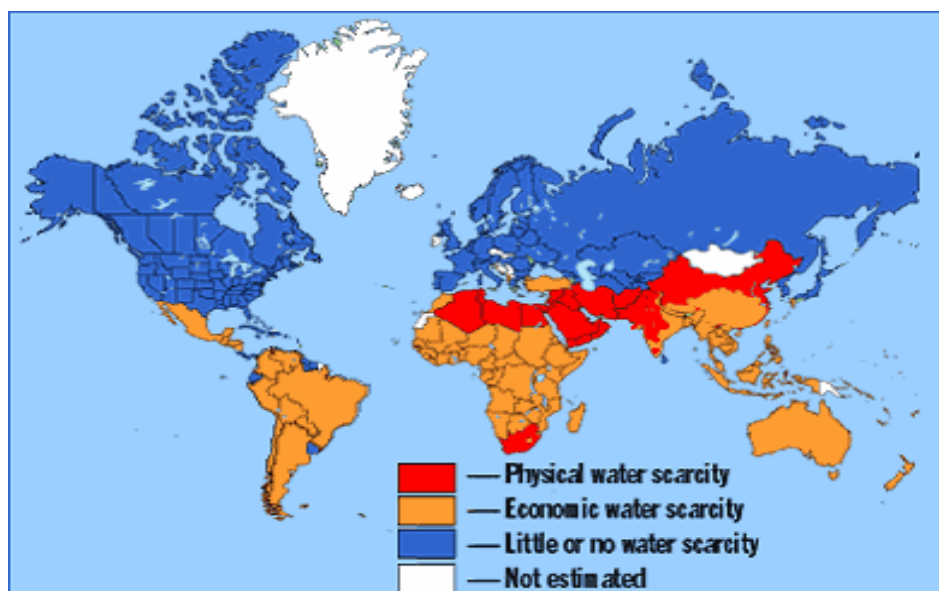 Physical water scarcity
Economic water scarcity
Little or no water scarcity
Not estimated